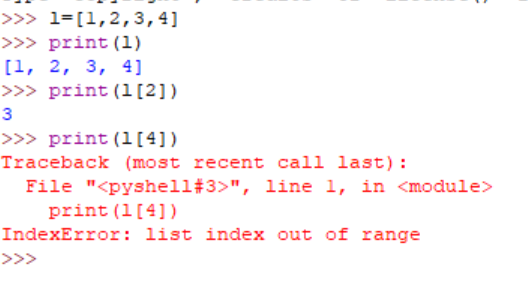 >>> l=[1,2,3,4]
>>> print(l)
[1, 2, 3, 4]
>>> print(l[2])
3
>>> print(l[4])
Traceback (most recent call last):
  File "<pyshell#3>", line 1, in <module>
    print(l[4])
IndexError: list index out of range
>>>